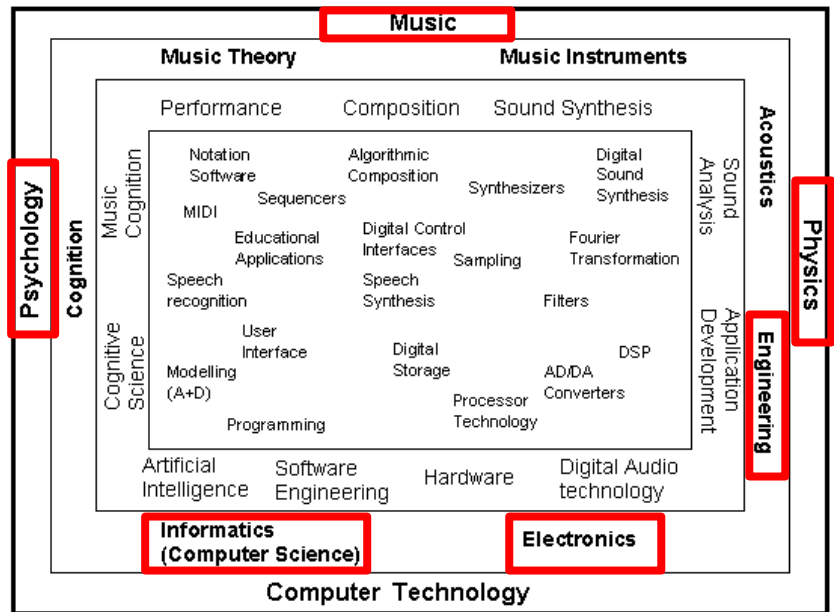 Music
Music Theory
Music Instruments
Performance
Composition
Sound Synthesis
Psychology
Cognition
Music
Cognition
Cognitive
Science
Notation
Software
Algorithmic
Composition
Digital
Sound
Synthesis
Sequencers
Synthesizers
MIDI
Educational
Applications
Digital Control
Interfaces
Sampling
Fourier
Transformation
Speech
recognition
Speech
Synthesis
Filters
User
Interface
Digital
Storage
DSP
Modelling
(A+D)
AD/DA
Converters
Processor
Technology
Programming
Sound
Analysis
Application
Development
Acoustics
Engineering
Physics
Artificial
Intelligence
Software
Engineering
Hardware
Digital Audio
technology
Informatics
(Computer Science)
Electronics
Computer Technology